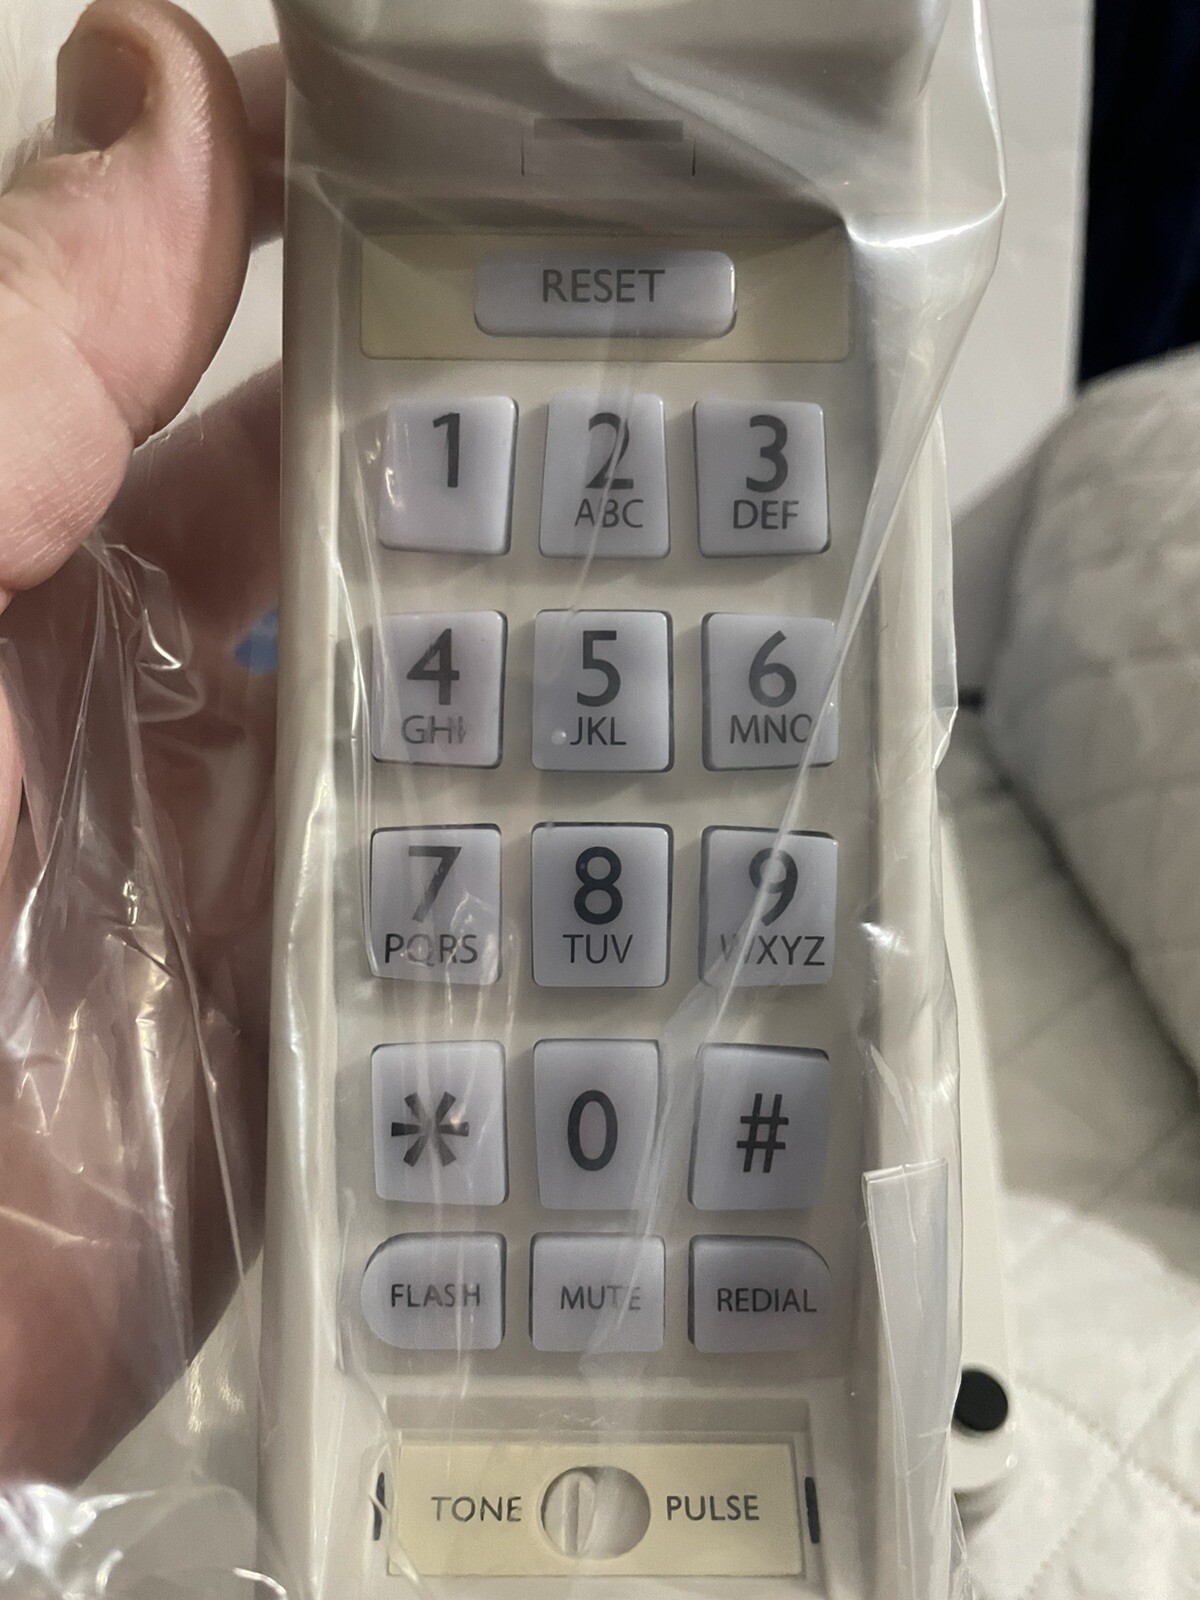 RESET
1 2 3
ABC DEF
4 5 6
GHI JKL MNO
7 8 9
PQRS TUV WXYZ
* 0 #
FLASH MUTE REDIAL
TONE PULSE